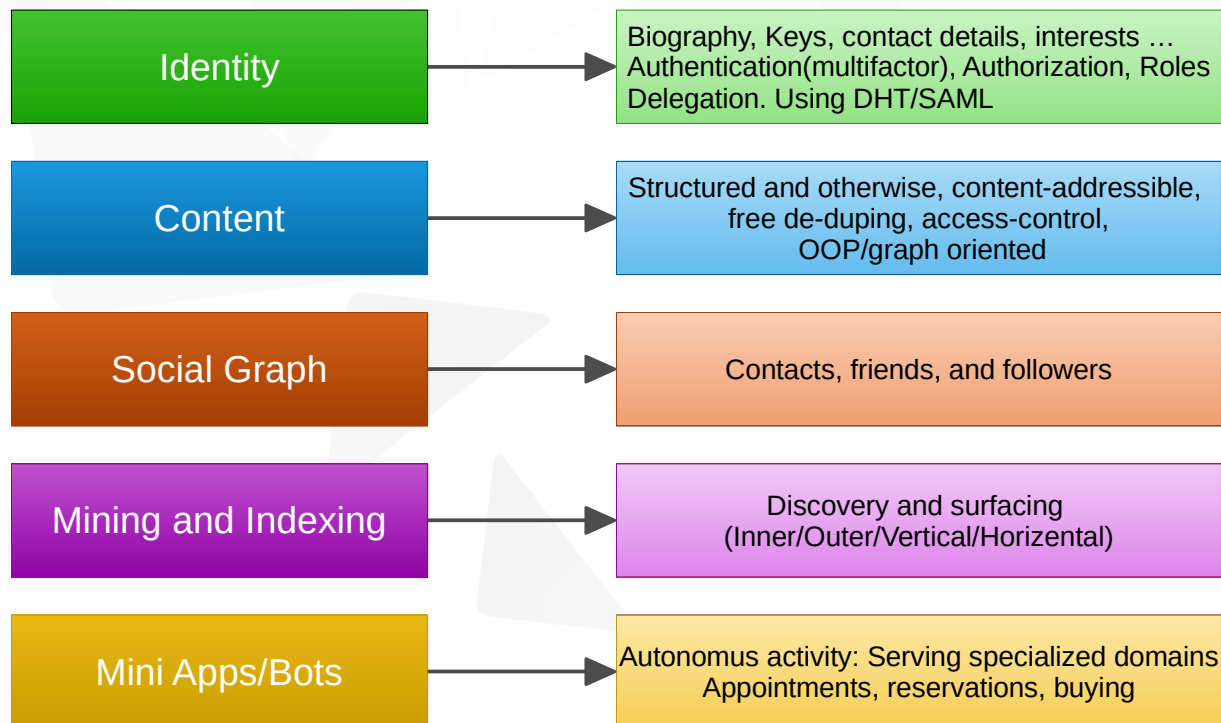 Identity
Biography, Keys, contact details, interests …
Authentication(multifactor), Authorization, Roles
Delegation. Using DHT/SAML
Content
Structured and otherwise, content-addressible,
free de-duping, access-control,
OOP/graph oriented
Social Graph
Contacts, friends, and followers
Mining and Indexing
Discovery and surfacing
(Inner/Outer/Vertical/Horizental)
Mini Apps/Bots
Autonomus activity: Serving specialized domains
Appointments, reservations, buying